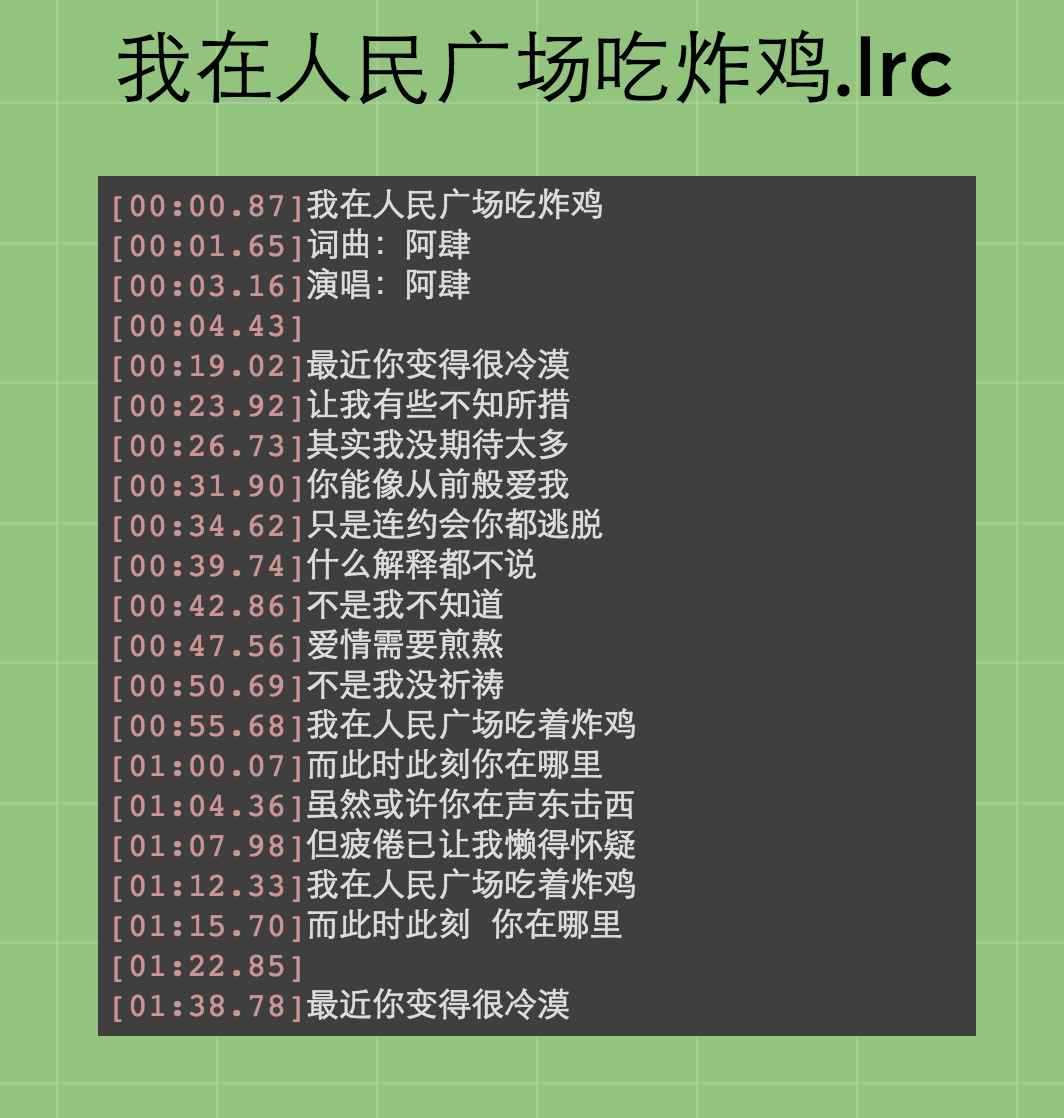 我在人民广场吃炸鸡.lrc
[00:00.87]我在人民广场吃炸鸡
[00:01.65]词曲：阿肆
[00:03.16]演唱：阿肆
[00:04.43]
[00:19.02]最近你变得很冷漠
[00:23.92]让我有些不知所措
[00:26.73]其实我没期待太多
[00:31.90]你能像从前般爱我
[00:34.62]只是连约会你都逃脱
[00:39.74]什么解释都不说
[00:42.86]不是我不知道
[00:47.56]爱情需要煎熬
[00:50.69]不是我没祈祷
[00:55.68]我在人民广场吃着炸鸡
[01:00.07]而此时此刻你在哪里
[01:04.36]虽然或许你在声东击西
[01:07.98]但疲倦已让我懒得怀疑
[01:12.33]我在人民广场吃着炸鸡
[01:15.70]而此时此刻 你在哪里
[01:22.85]
[01:38.78]最近你变得很冷漠